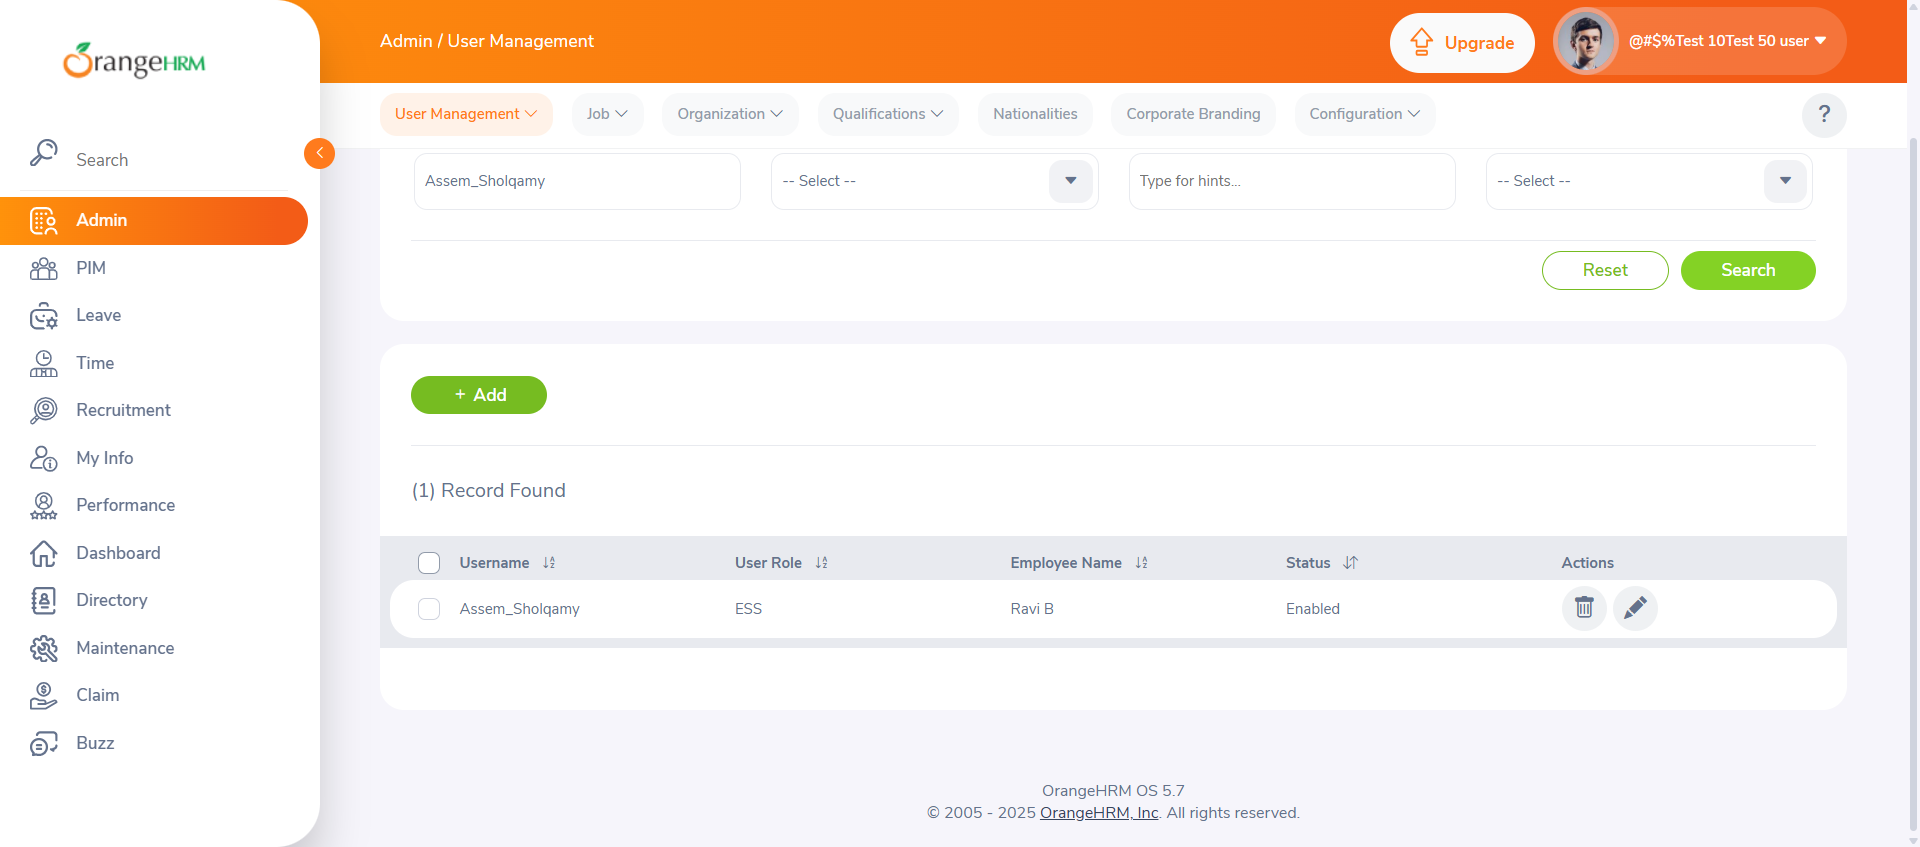 OrangeHRM
Admin / User Management
Upgrade
@#$%Test 10Test 50 user
User Management
Job
Organization
Qualifications
Nationalities
Corporate Branding
Configuration
?
Search
Admin
PIM
Leave
Time
Recruitment
My Info
Performance
Dashboard
Directory
Maintenance
Claim
Buzz
Assem_Sholqamy
-- Select --
Type for hints...
-- Select --
Reset
Search
+ Add
(1) Record Found
Username User Role Employee Name Status Actions
Assem_Sholqamy ESS Ravi B Enabled
OrangeHRM OS 5.7
© 2005 - 2025 OrangeHRM, Inc. All rights reserved.